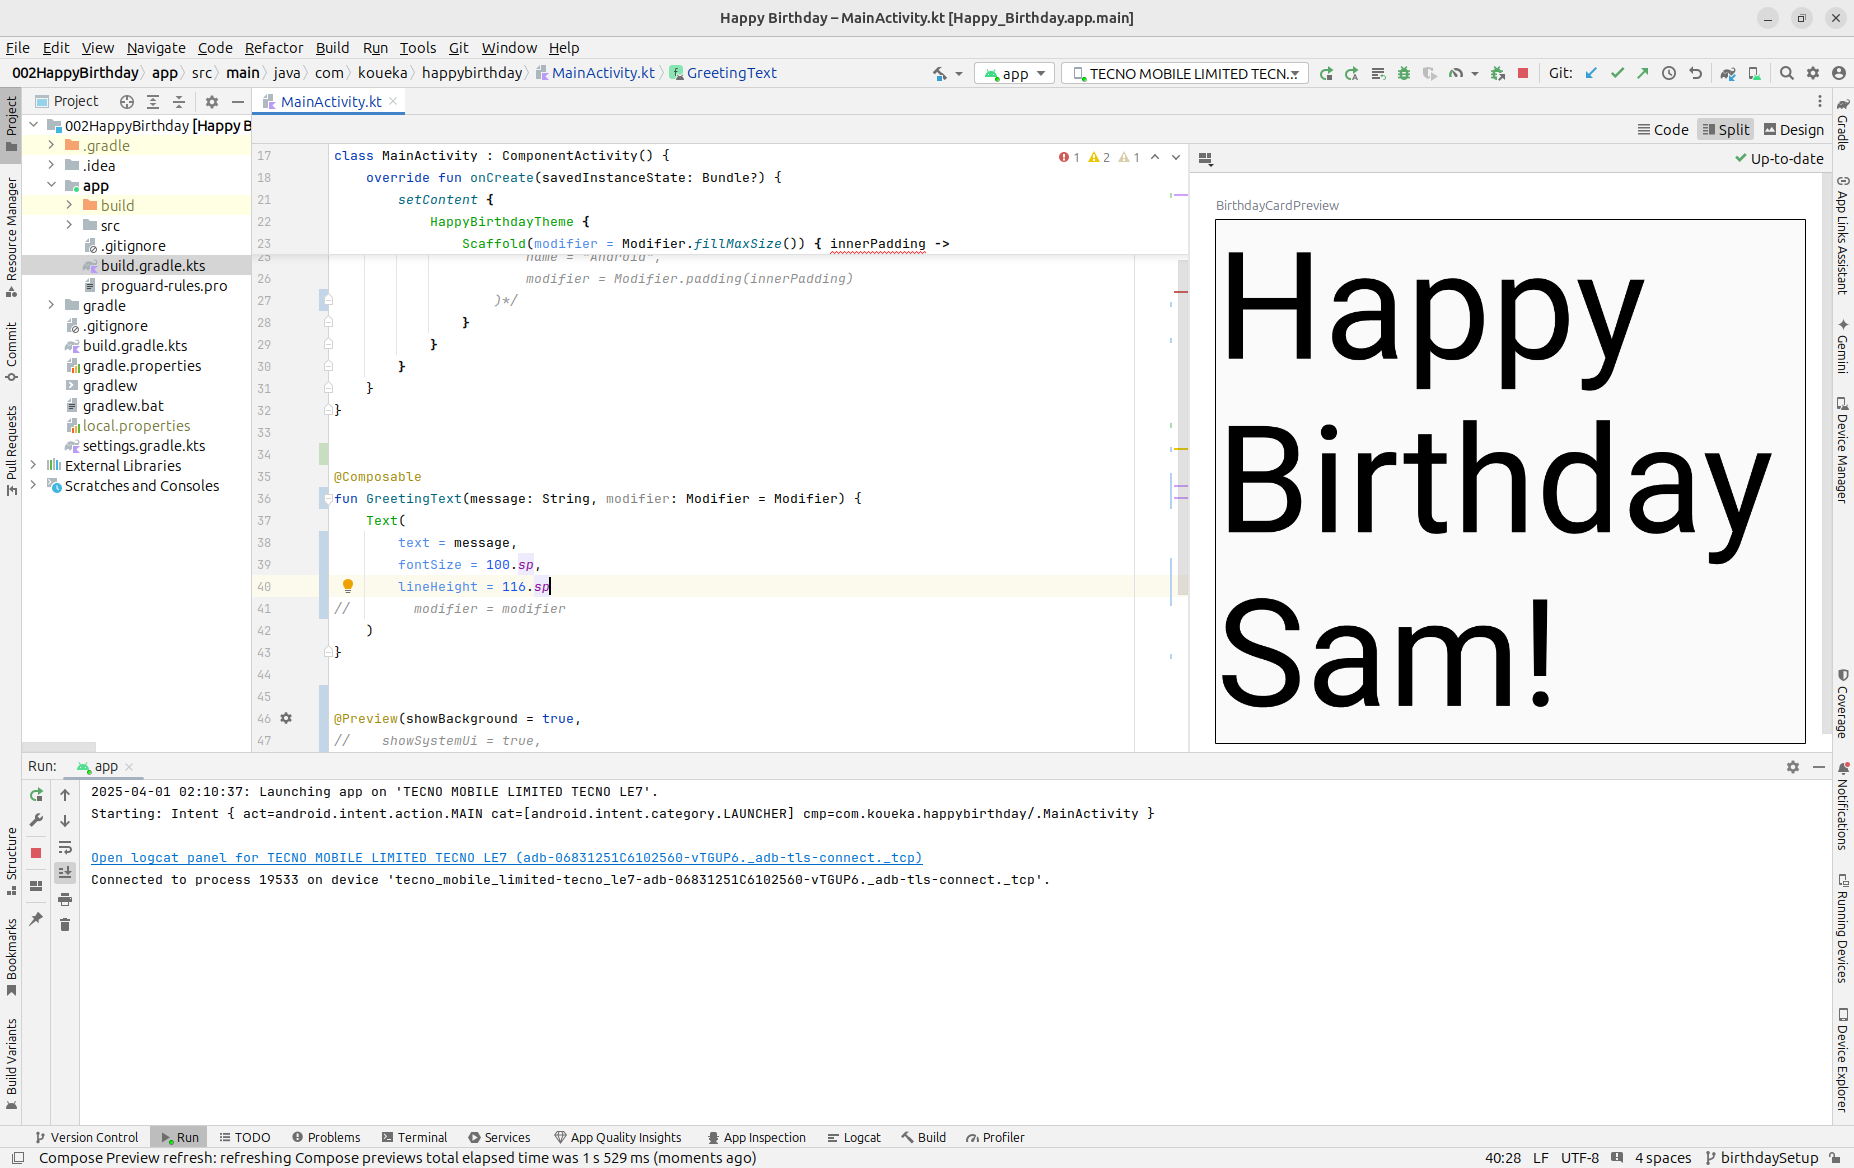 Happy Birthday – MainActivity.kt [Happy_Birthday.app.main]
File Edit View Navigate Code Refactor Build Run Tools Git Window Help
002HappyBirthday app src main java com koueka happybirthday MainActivity.kt GreetingText app TECNO MOBILE LIMITED TECN... Git:
Project
MainActivity.kt
Code Split Design
Up-to-date
002HappyBirthday [Happy B
.gradle
.idea
app
build
src
.gitignore
build.gradle.kts
proguard-rules.pro
gradle
.gitignore
build.gradle.kts
gradle.properties
gradlew
gradlew.bat
local.properties
settings.gradle.kts
External Libraries
Scratches and Consoles
1 2 1
17 class MainActivity : ComponentActivity() {
18 override fun onCreate(savedInstanceState: Bundle?) {
21 setContent {
22 HappyBirthdayTheme {
23 Scaffold(modifier = Modifier.fillMaxSize()) { innerPadding ->
25 name = "Android",
26 modifier = Modifier.padding(innerPadding)
27 )*/
28 }
29 }
30 }
31 }
32 }
33
34
35 @Composable
36 fun GreetingText(message: String, modifier: Modifier = Modifier) {
37 Text(
38 text = message,
39 fontSize = 100.sp,
40 lineHeight = 116.sp
41 // modifier = modifier
42 )
43 }
44
45
46 @Preview(showBackground = true,
47 // showSystemUi = true,
BirthdayCardPreview
Happy
Birthday
Sam!
Run: app
2025-04-01 02:10:37: Launching app on 'TECNO MOBILE LIMITED TECNO LE7'.
Starting: Intent { act=android.intent.action.MAIN cat=[android.intent.category.LAUNCHER] cmp=com.koueka.happybirthday/.MainActivity }
Open logcat panel for TECNO MOBILE LIMITED TECNO LE7 (adb-06831251C6102560-vTGUP6._adb-tls-connect._tcp)
Connected to process 19533 on device 'tecno_mobile_limited-tecno_le7-adb-06831251C6102560-vTGUP6._adb-tls-connect._tcp'.
Project
Resource Manager
Commit
Pull Requests
Structure
Bookmarks
Build Variants
Gradle
App Links Assistant
Gemini
Device Manager
Coverage
Notifications
Running Devices
Device Explorer
Version Control Run TODO Problems Terminal Services App Quality Insights App Inspection Logcat Build Profiler
Compose Preview refresh: refreshing Compose previews total elapsed time was 1 s 529 ms (moments ago) 40:28 LF UTF-8 4 spaces birthdaySetup